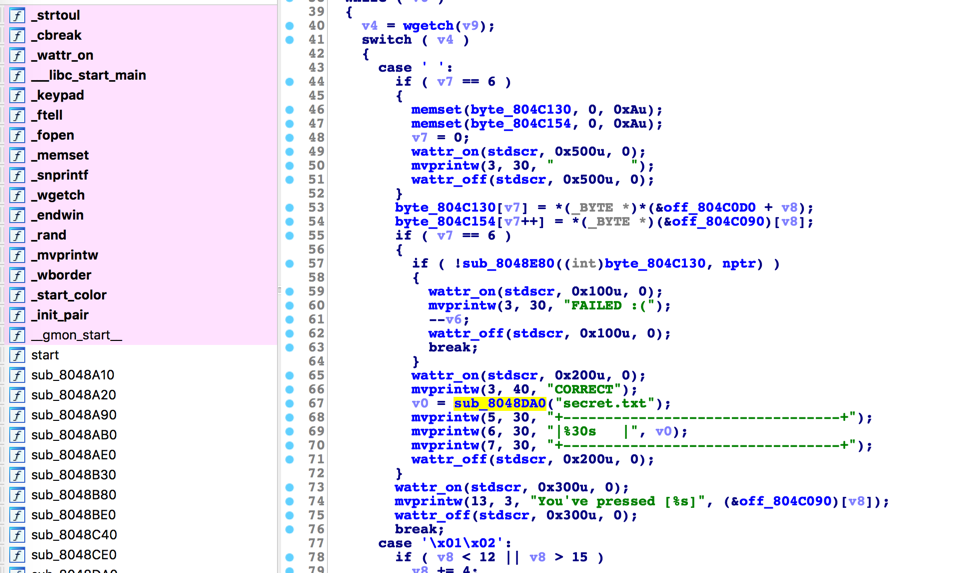 _strtoul
_cbreak
_wattr_on
___libc_start_main
_keypad
_ftell
_fopen
_memset
_snprintf
_wgetch
_endwin
_rand
_mvprintw
_wborder
_start_color
_init_pair
__gmon_start__
start
sub_8048A10
sub_8048A20
sub_8048A90
sub_8048AB0
sub_8048AE0
sub_8048B30
sub_8048B80
sub_8048BE0
sub_8048C40
sub_8048CE0
39 {
40 v4 = wgetch(v9);
41 switch ( v4 )
42 {
43 case ' ':
44 if ( v7 == 6 )
45 {
46 memset(byte_804C130, 0, 0xAu);
47 memset(byte_804C154, 0, 0xAu);
48 v7 = 0;
49 wattr_on(stdscr, 0x500u, 0);
50 mvprintw(3, 30, "          ");
51 wattr_off(stdscr, 0x500u, 0);
52 }
53 byte_804C130[v7] = *(_BYTE *)*(&off_804C0D0 + v8);
54 byte_804C154[v7++] = *(_BYTE *)(&off_804C090)[v8];
55 if ( v7 == 6 )
56 {
57 if ( !sub_8048E80((int)byte_804C130, nptr) )
58 {
59 wattr_on(stdscr, 0x100u, 0);
60 mvprintw(3, 30, "FAILED :(");
61 --v6;
62 wattr_off(stdscr, 0x100u, 0);
63 break;
64 }
65 wattr_on(stdscr, 0x200u, 0);
66 mvprintw(3, 40, "CORRECT");
67 v0 = sub_8048DA0("secret.txt");
68 mvprintw(5, 30, "+---------------------------------+");
69 mvprintw(6, 30, "|%30s   |", v0);
70 mvprintw(7, 30, "+---------------------------------+");
71 wattr_off(stdscr, 0x200u, 0);
72 }
73 wattr_on(stdscr, 0x300u, 0);
74 mvprintw(13, 3, "You've pressed [%s]", (&off_804C090)[v8]);
75 wattr_off(stdscr, 0x300u, 0);
76 break;
77 case '\x01\x02':
78 if ( v8 < 12 || v8 > 15 )
79 v8 += 4;